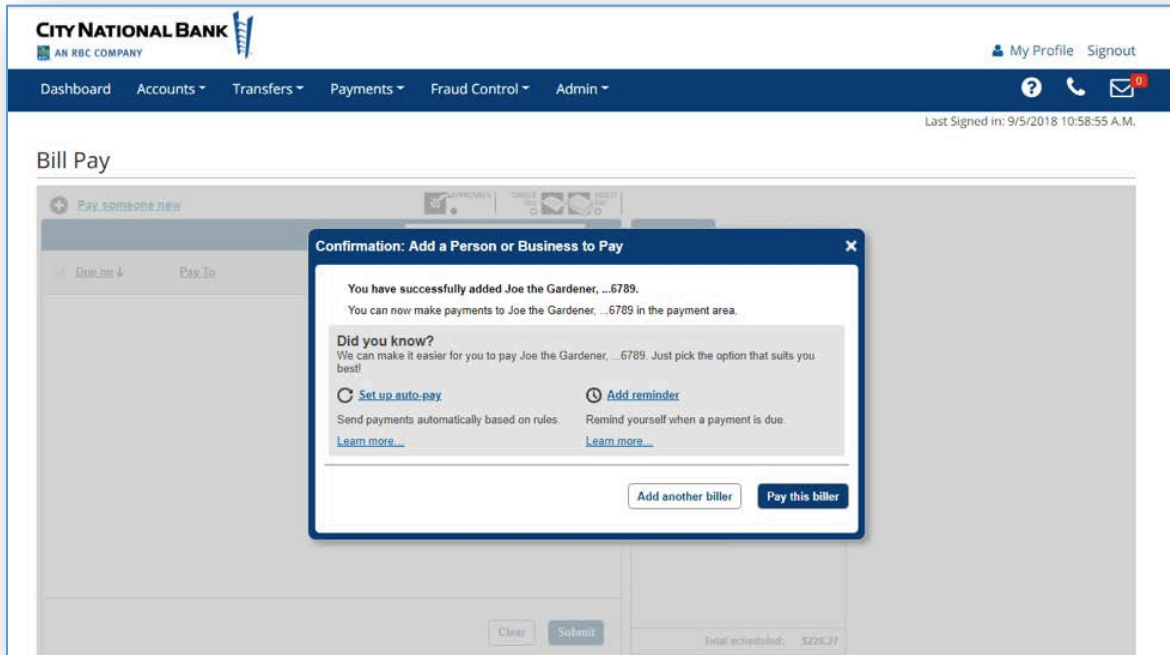 CITY NATIONAL BANK
AN RBC COMPANY
My Profile Signout
Dashboard Accounts Transfers Payments Fraud Control Admin
0
Last Signed in: 9/5/2018 10:58:55 A.M.
Bill Pay
Pay someone new
APPROVALS SINGLE PAY MULTI PAY
Confirmation: Add a Person or Business to Pay
Due on Pay To
You have successfully added Joe the Gardener, ...6789.
You can now make payments to Joe the Gardener, ...6789 in the payment area.
Did you know?
We can make it easier for you to pay Joe the Gardener, ...6789. Just pick the option that suits you
best!
Set up auto-pay Add reminder
Send payments automatically based on rules. Remind yourself when a payment is due.
Learn more... Learn more...
Add another biller Pay this biller
Clear Submit
Total scheduled: